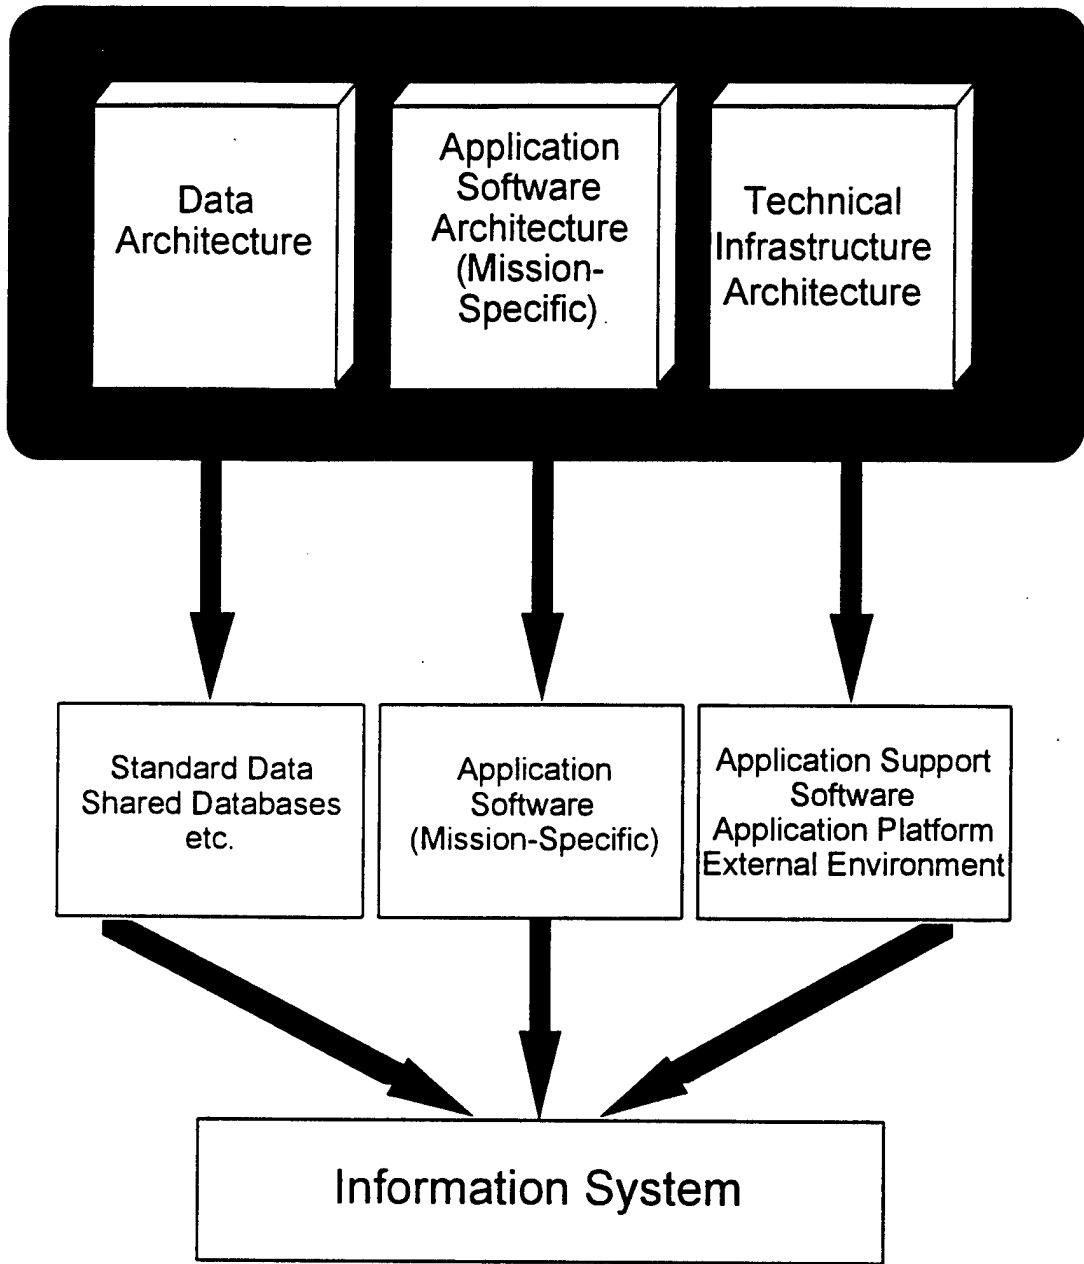 Data
Architecture
Application
Software
Architecture
(Mission-
Specific)
Technical
Infrastructure
Architecture
Standard Data
Shared Databases
etc.
Application
Software
(Mission-Specific)
Application Support
Software
Application Platform
External Environment
Information System